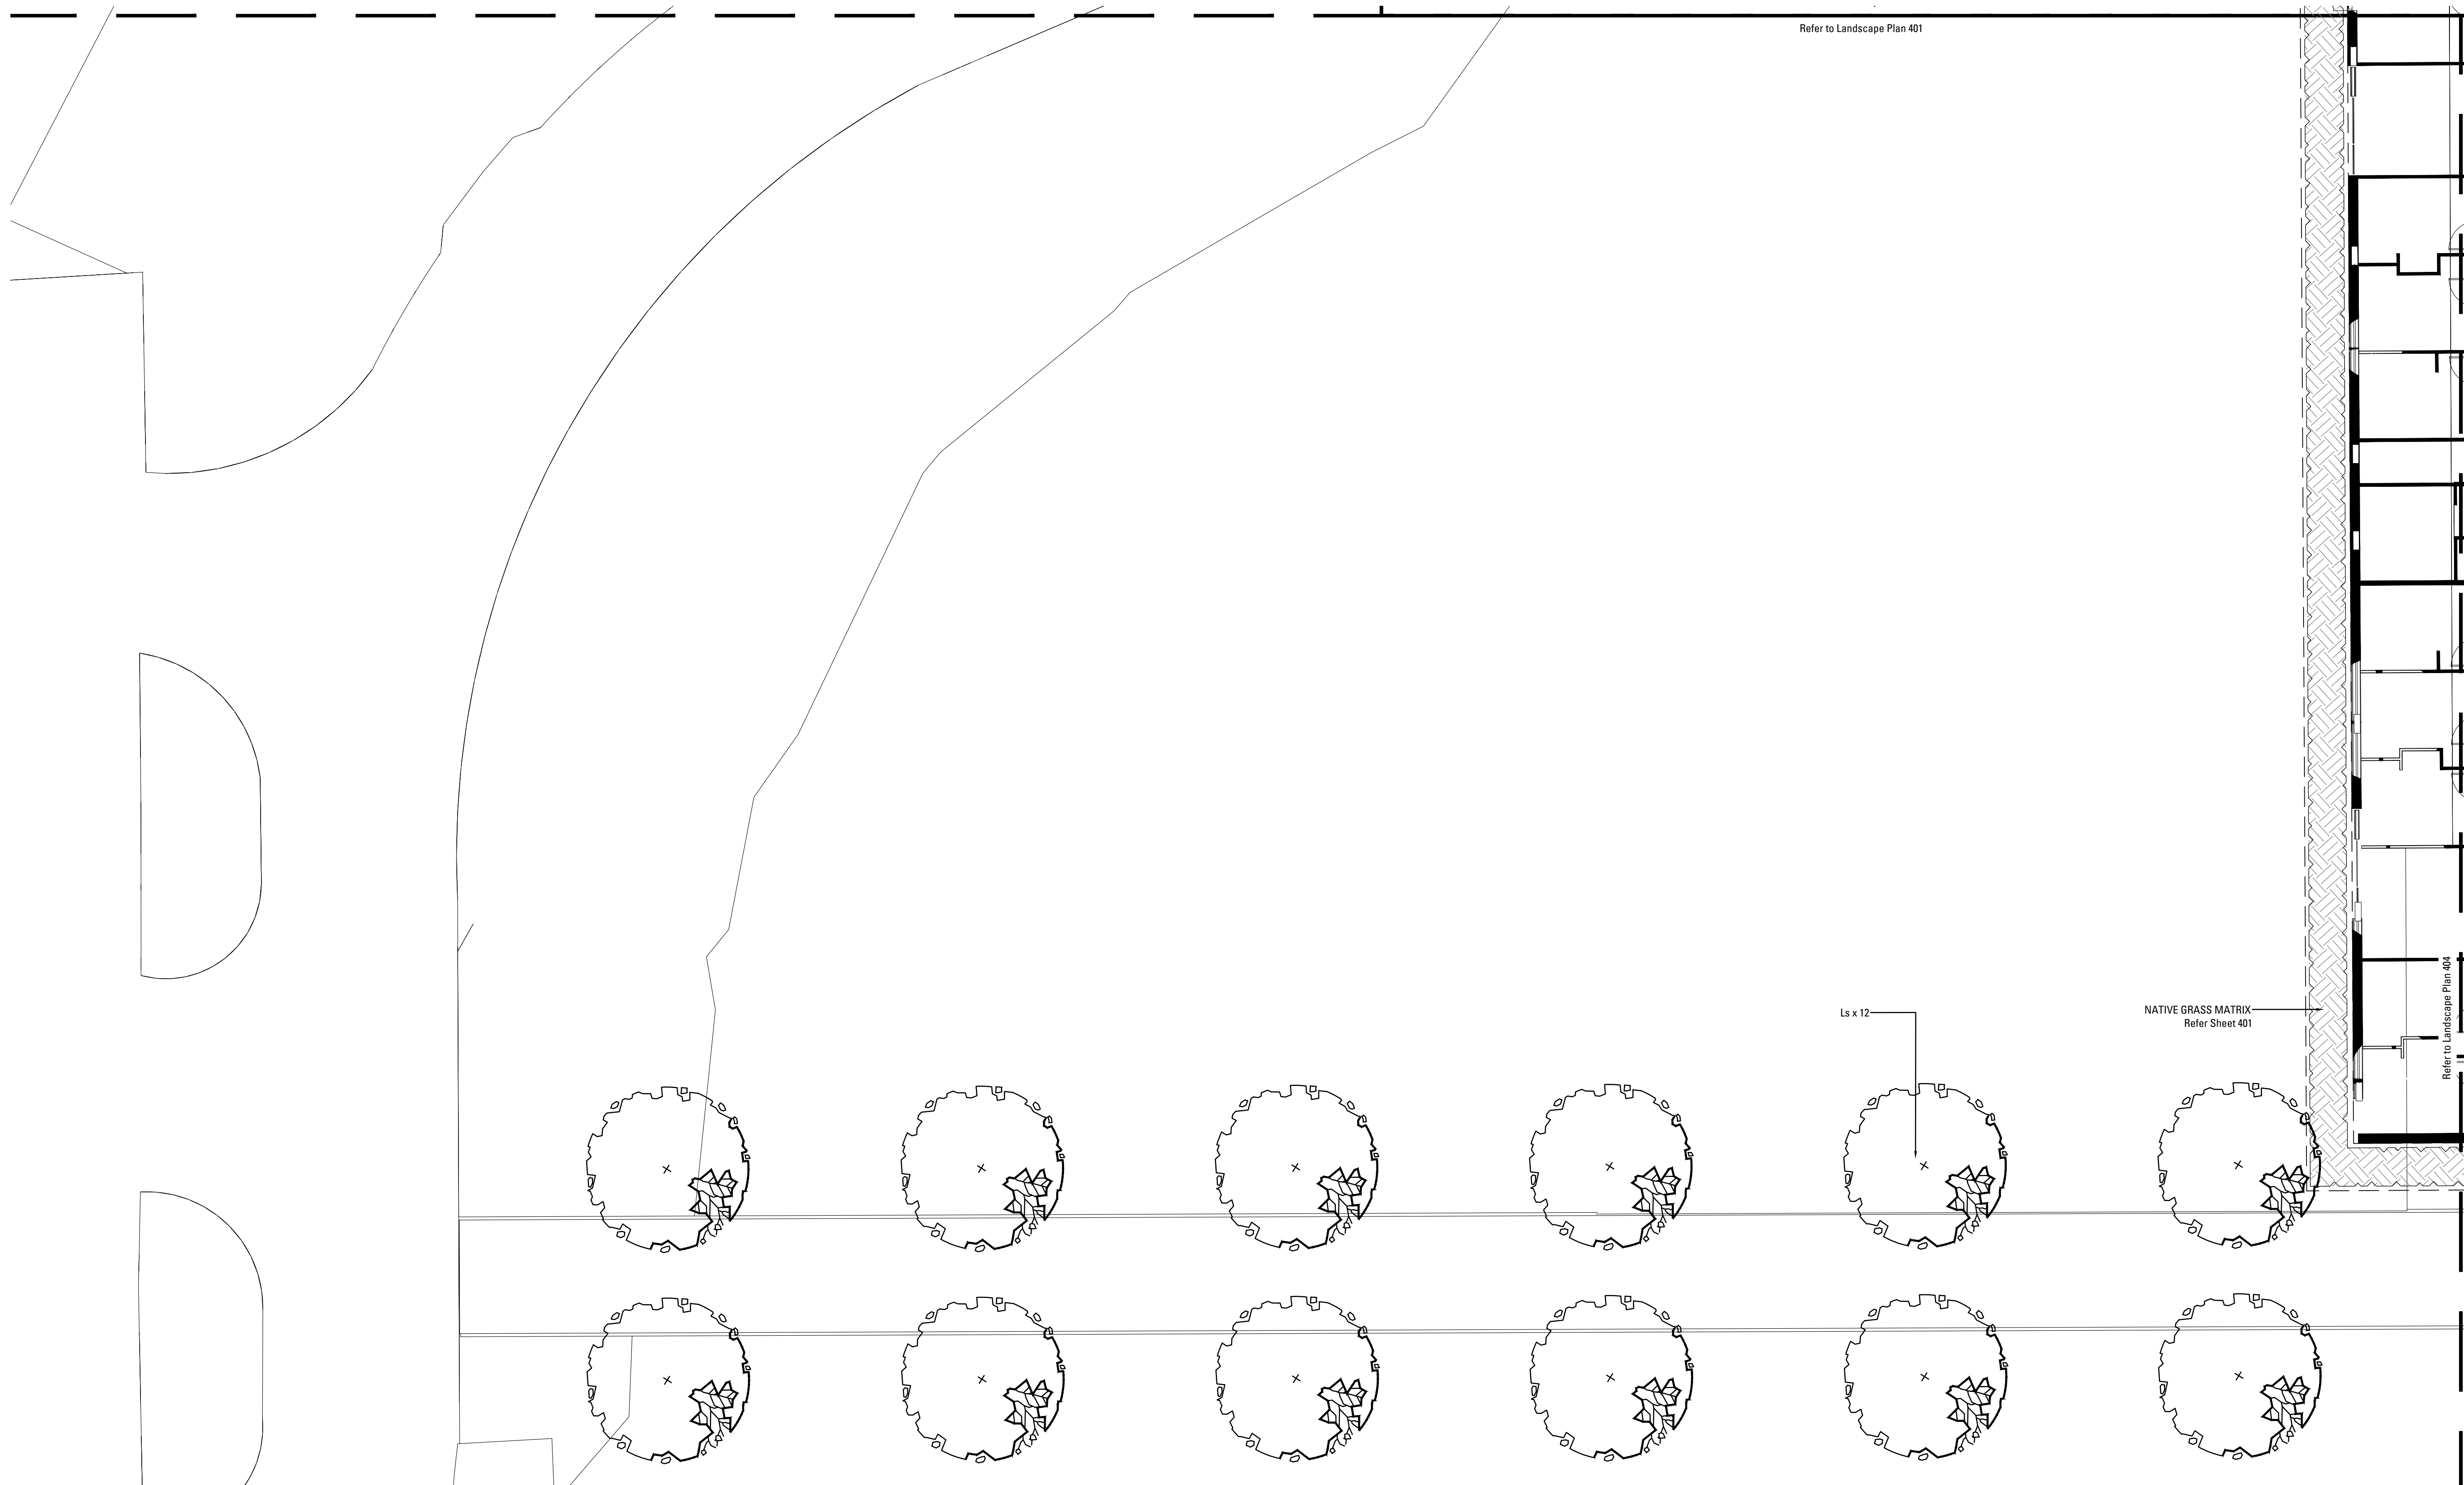 Refer to Landscape Plan 401
Ls x 12
NATIVE GRASS MATRIX
Refer Sheet 401
Refer to Landscape Plan 404